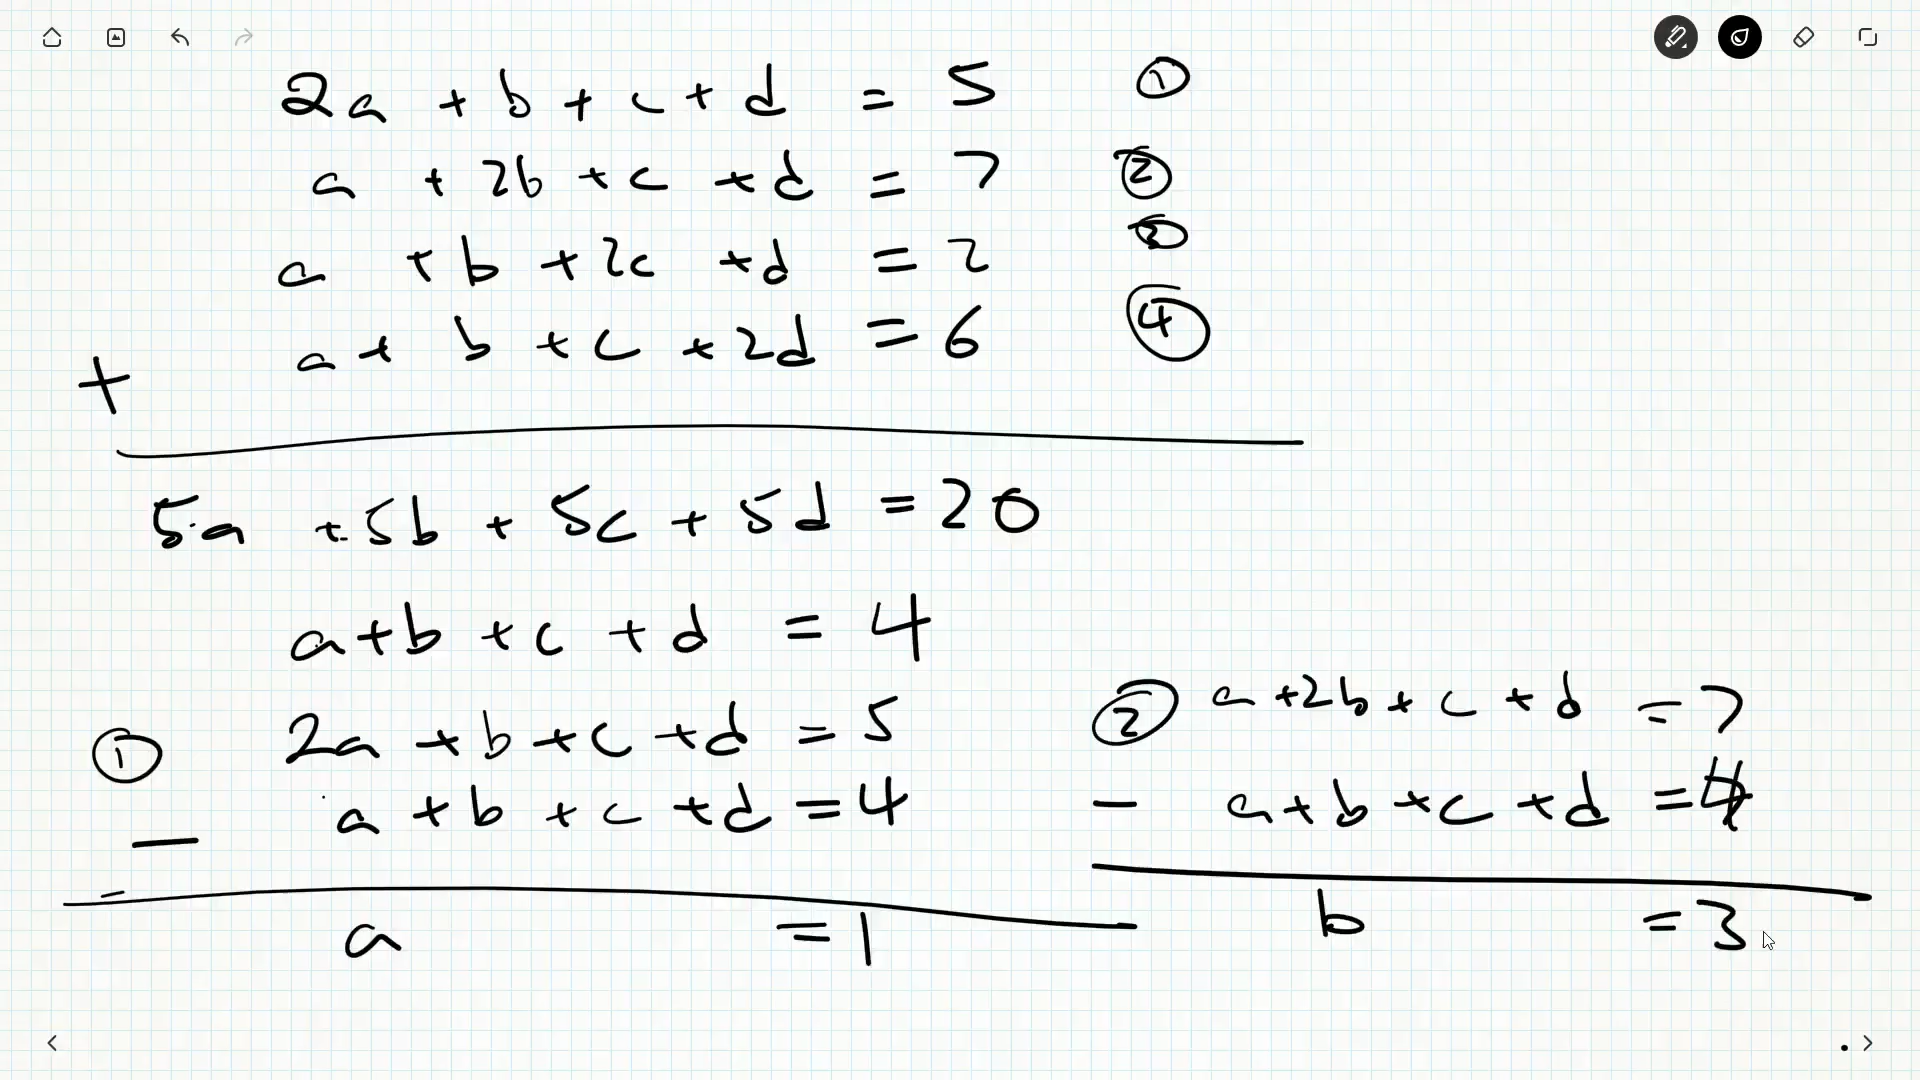 2a + b + c + d = 5 ①
a + 2b + c + d = 7 ②
a + b + 2c + d = 2 ③
a + b + c + 2d = 6 ④
+
5a + 5b + 5c + 5d = 20
a + b + c + d = 4
① 2a + b + c + d = 5
− a + b + c + d = 4
a = 1
② a + 2b + c + d = 7
− a + b + c + d = 4
b = 3